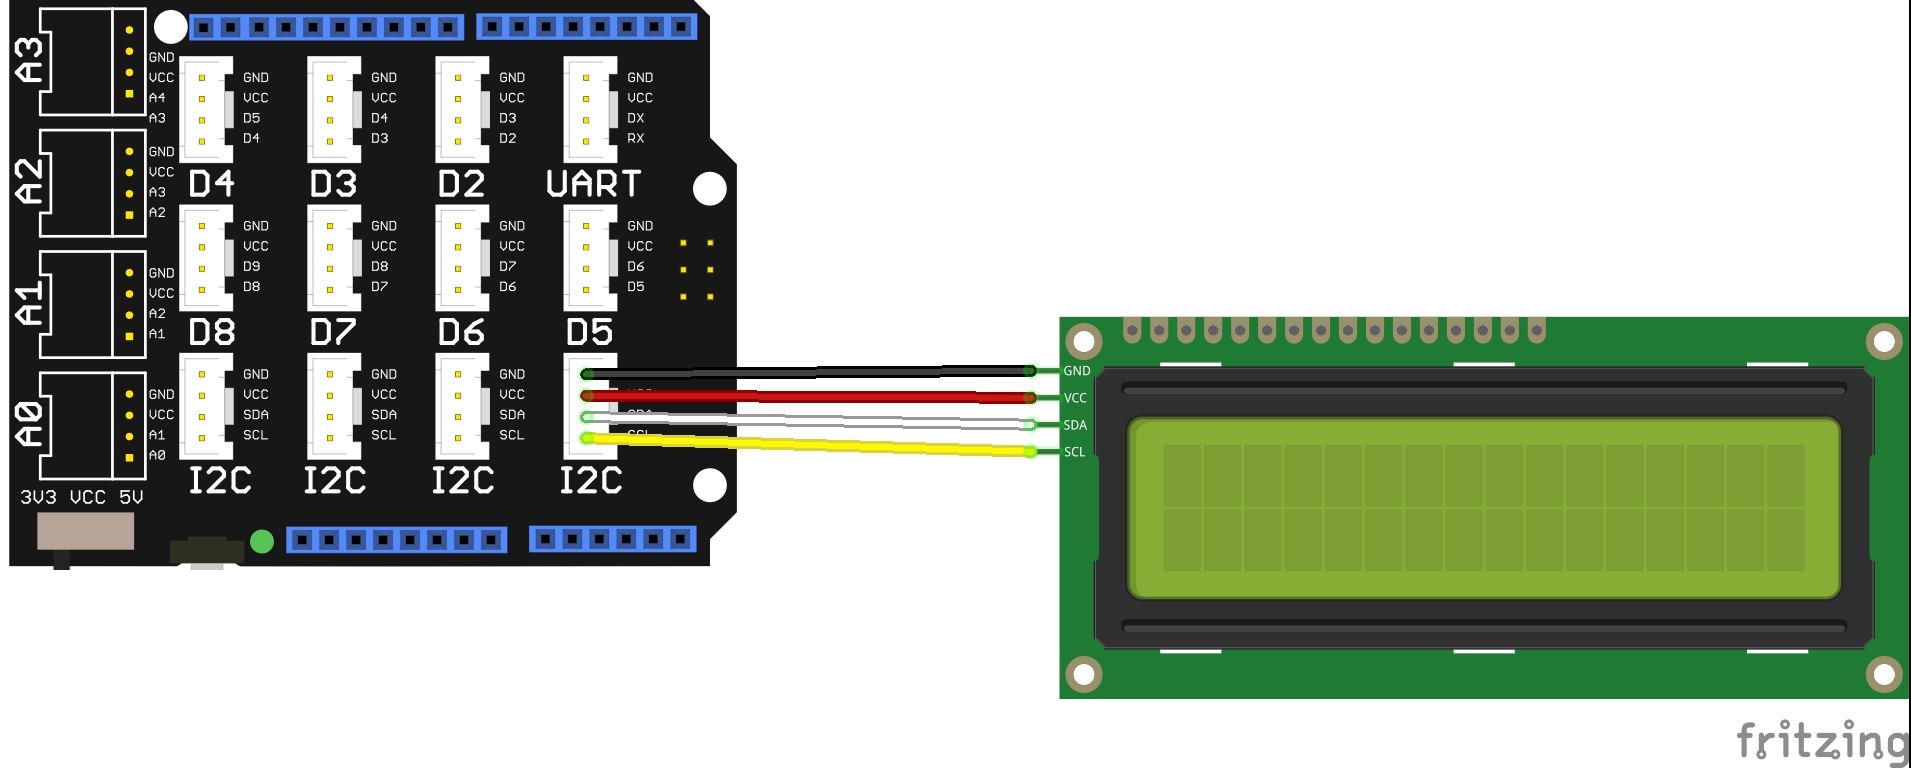 A3
GND
VCC
A4
A3
GND
VCC
D5
D4
GND
VCC
D4
D3
GND
VCC
D3
D2
GND
VCC
DX
RX
D4 D3 D2 UART
A2
GND
VCC
A3
A2
GND
VCC
D9
D8
GND
VCC
D8
D7
GND
VCC
D7
D6
GND
VCC
D6
D5
D8 D7 D6 D5
A1
GND
VCC
A2
A1
GND
VCC
SDA
SCL
GND
VCC
SDA
SCL
GND
VCC
SDA
SCL
I2C I2C I2C I2C
A0
GND
VCC
A1
A0
3V3 VCC 5V
GND
VCC
SDA
SCL
fritzing